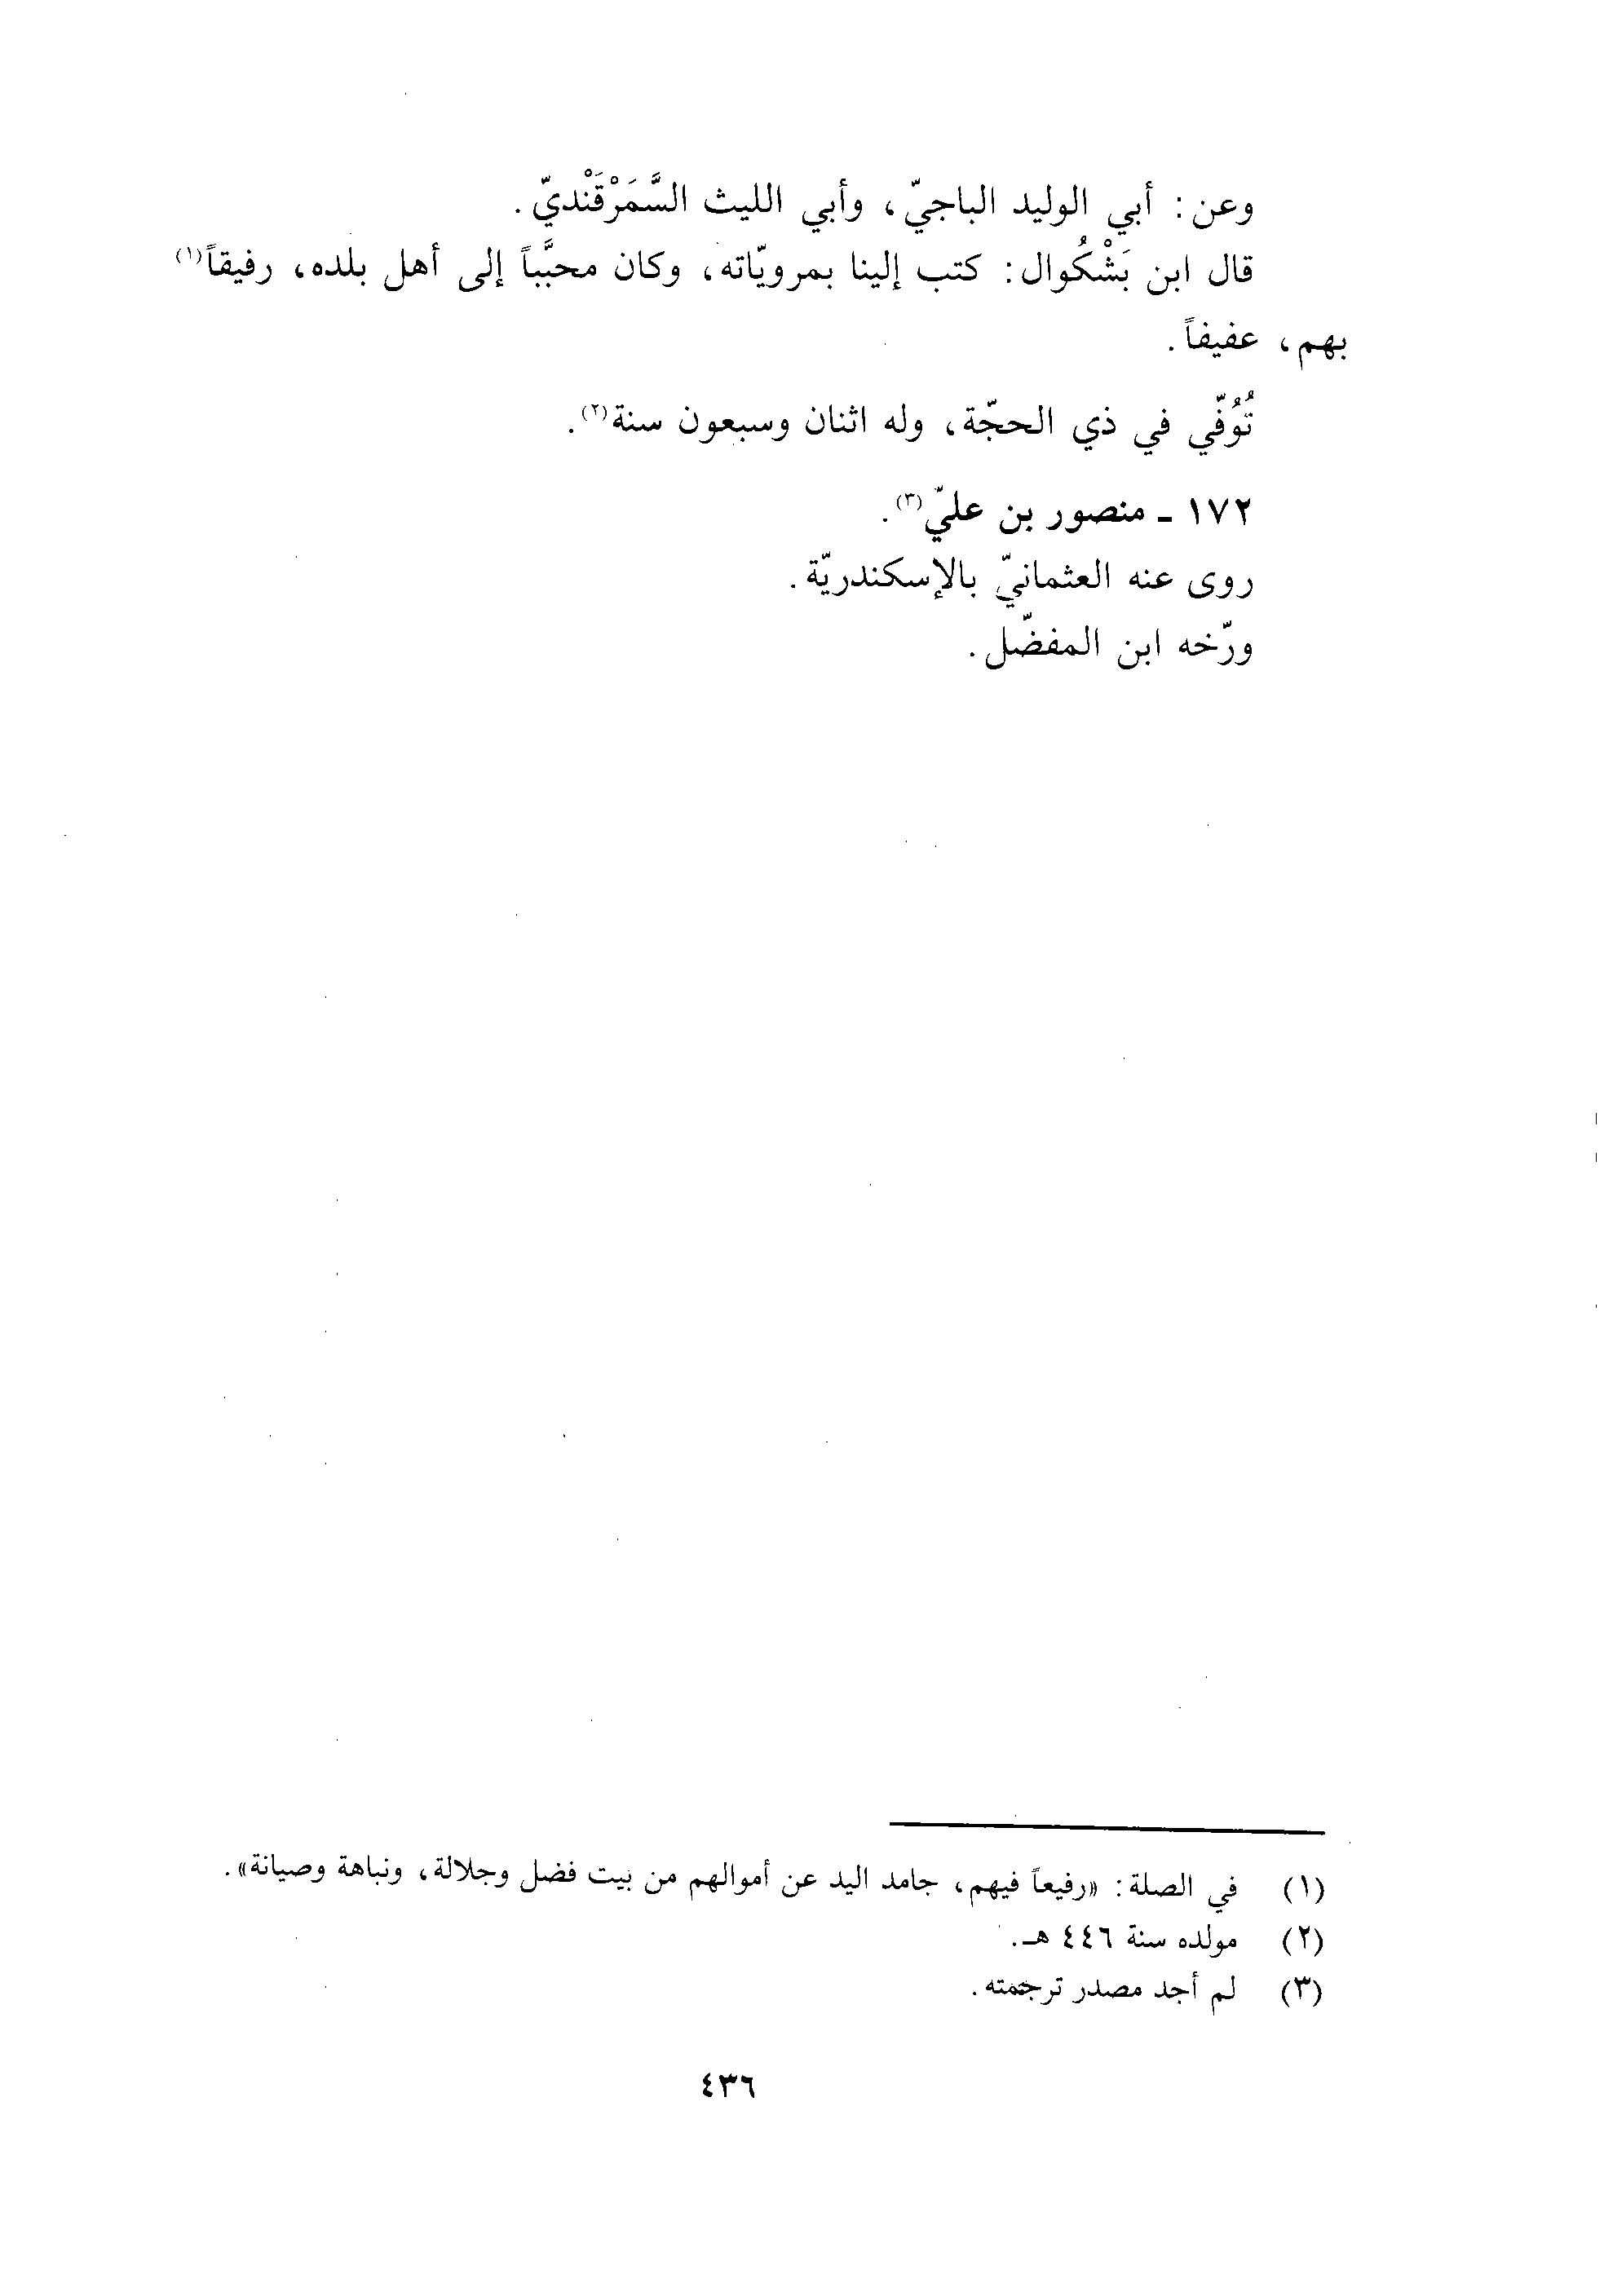 وعن: أبي الوليد الباجيّ، وأبي الليث السَّمَرْقَنْديّ.
قال ابن بَشْكُوال: كتب إلينا بمرويّاته، وكان محبَّباً إلى أهل بلده، رفيقاً(١)
بهم، عفيفاً.
تُوُفّي في ذي الحجّة، وله اثنان وسبعون سنة(٢).
١٧٢ ـ منصور بن عليّ(٣).
روى عنه العثمانيّ بالإسكندريّة.
ورّخه ابن المفضّل.
(١) في الصلة: «رفيعاً فيهم، جامد اليد عن أموالهم من بيت فضل وجلالة، ونباهة وصيانة».
(٢) مولده سنة ٤٤٦ هـ.
(٣) لم أجد مصدر ترجمته.
٤٣٦